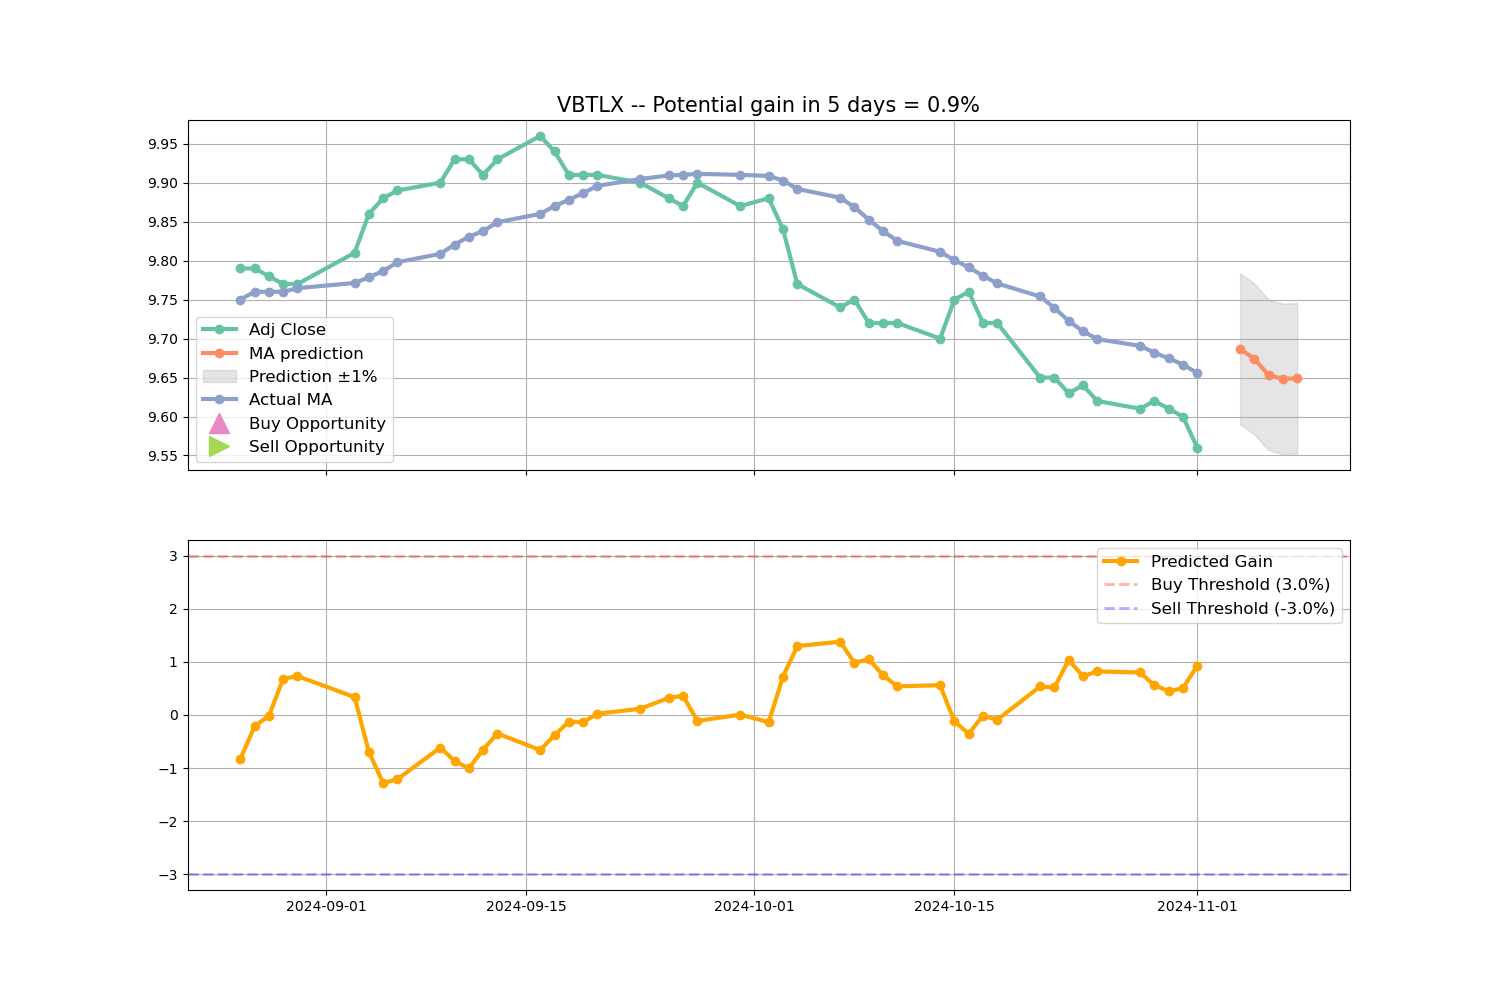 VBTLX -- Potential gain in 5 days = 0.9%
9.95
9.90
9.85
9.80
9.75
9.70
9.65
9.60
9.55
Adj Close
MA prediction
Prediction ±1%
Actual MA
Buy Opportunity
Sell Opportunity
3
2
1
0
−1
−2
−3
Predicted Gain
Buy Threshold (3.0%)
Sell Threshold (-3.0%)
2024-09-01
2024-09-15
2024-10-01
2024-10-15
2024-11-01